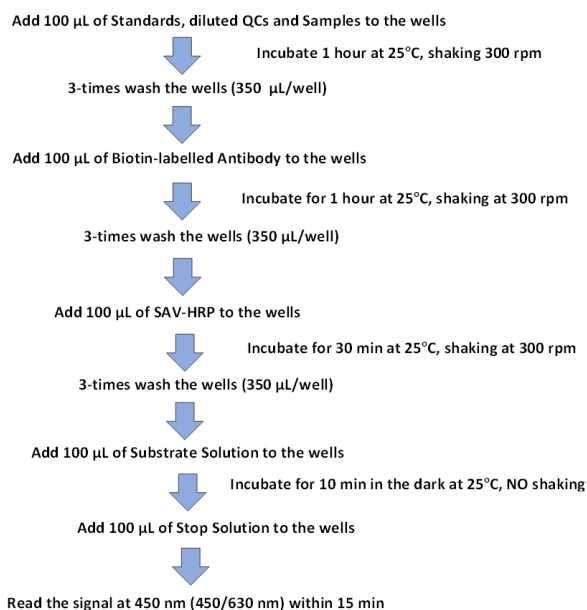 Add 100 µL of Standards, diluted QCs and Samples to the wells
Incubate 1 hour at 25°C, shaking 300 rpm
3-times wash the wells (350 µL/well)
Add 100 µL of Biotin-labelled Antibody to the wells
Incubate for 1 hour at 25°C, shaking at 300 rpm
3-times wash the wells (350 µL/well)
Add 100 µL of SAV-HRP to the wells
Incubate for 30 min at 25°C, shaking at 300 rpm
3-times wash the wells (350 µL/well)
Add 100 µL of Substrate Solution to the wells
Incubate for 10 min in the dark at 25°C, NO shaking
Add 100 µL of Stop Solution to the wells
Read the signal at 450 nm (450/630 nm) within 15 min